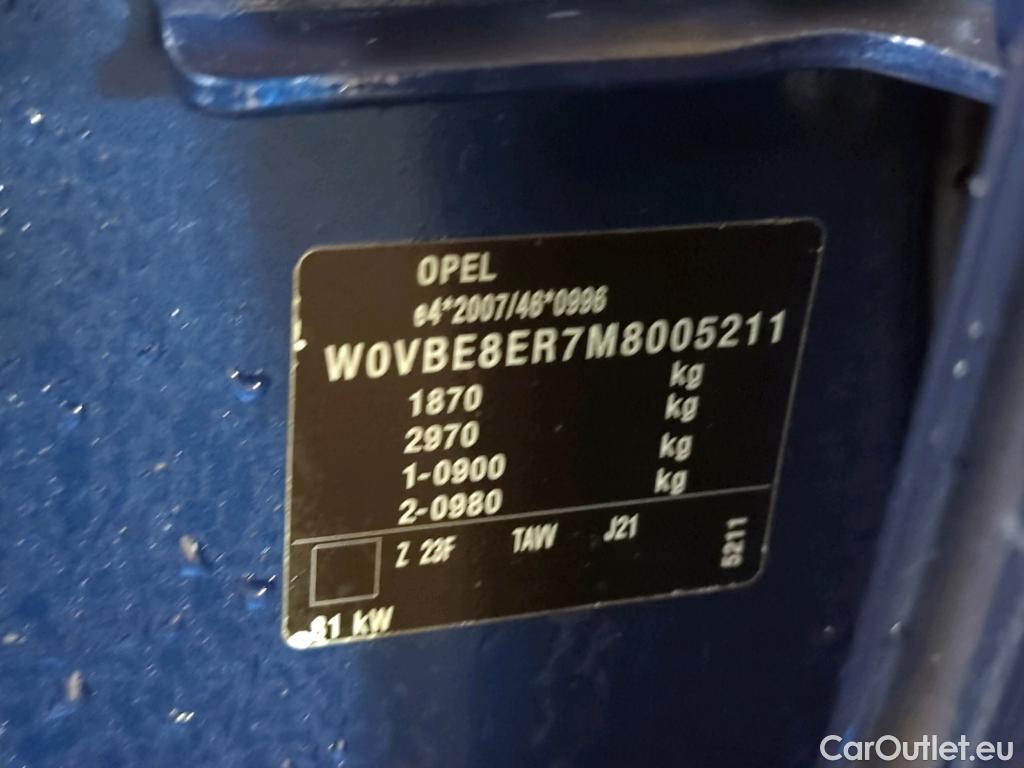 OPEL
e4*2007/46*0996
W0VBE8ER7M8005211
1870 kg
2970 kg
1-0900 kg
2-0980 kg
Z 23F TAW J21 5211
81 kW
CarOutlet.eu